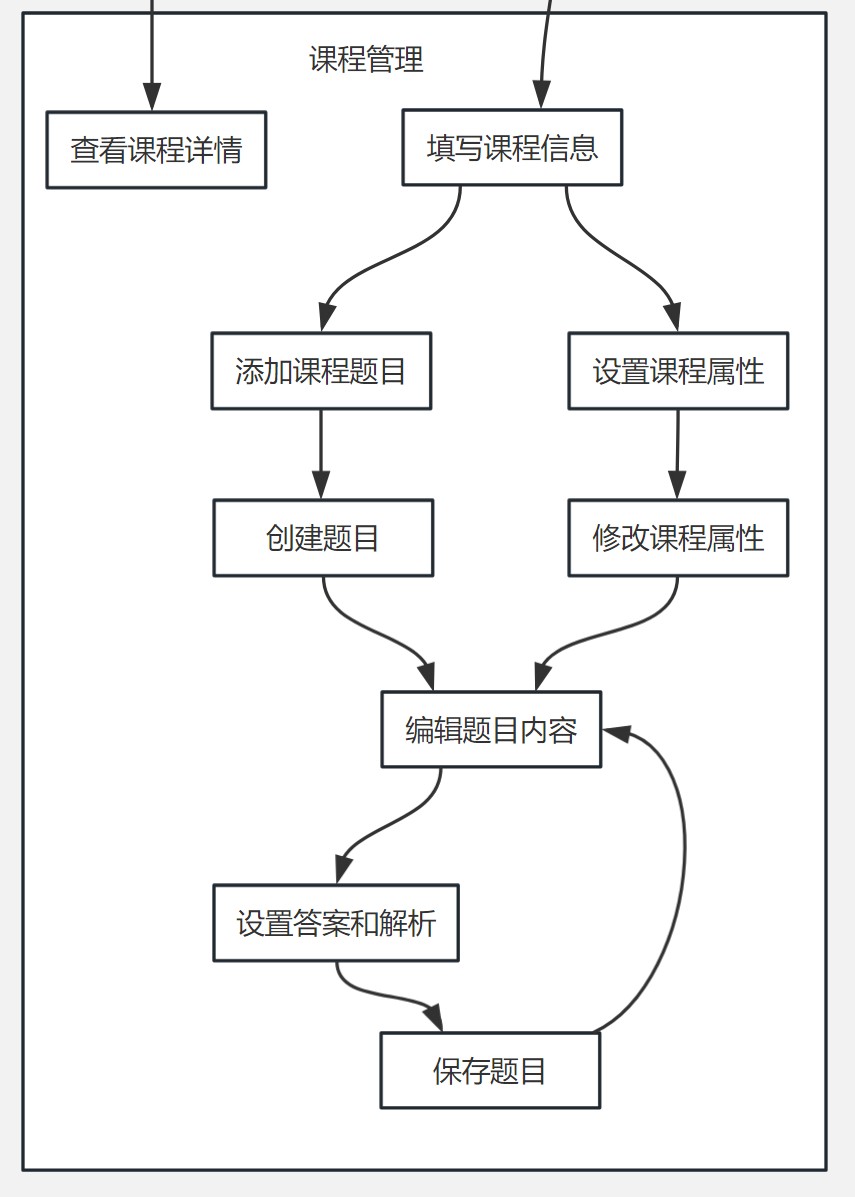 课程管理
查看课程详情
填写课程信息
添加课程题目
设置课程属性
创建题目
修改课程属性
编辑题目内容
设置答案和解析
保存题目